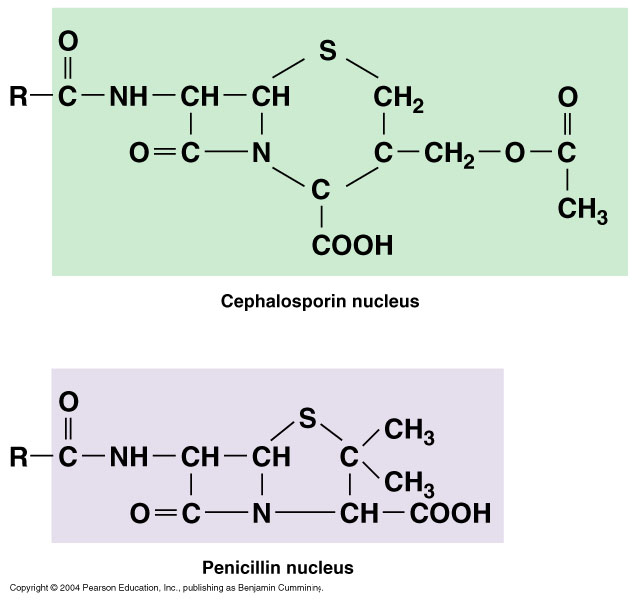 O
S
R C NH CH CH CH2 O
O=C N C CH2 O C
C CH3
COOH
Cephalosporin nucleus
O
S CH3
R C NH CH CH C
CH3
O=C N CH COOH
Penicillin nucleus
Copyright © 2004 Pearson Education, Inc., publishing as Benjamin Cummining.